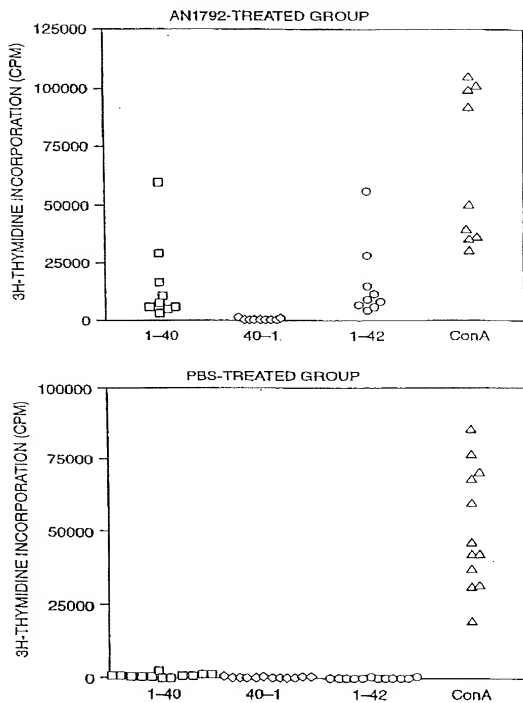 AN1792-TREATED GROUP
3H-THYMIDINE INCORPORATION (CPM)
125000
100000
75000
50000
25000
0
1–40
40–1.
1–42
ConA
PBS-TREATED GROUP
3H-THYMIDINE INCORPORATION (CPM)
100000
75000
50000
25000
0
1–40
40–1
1–42
ConA